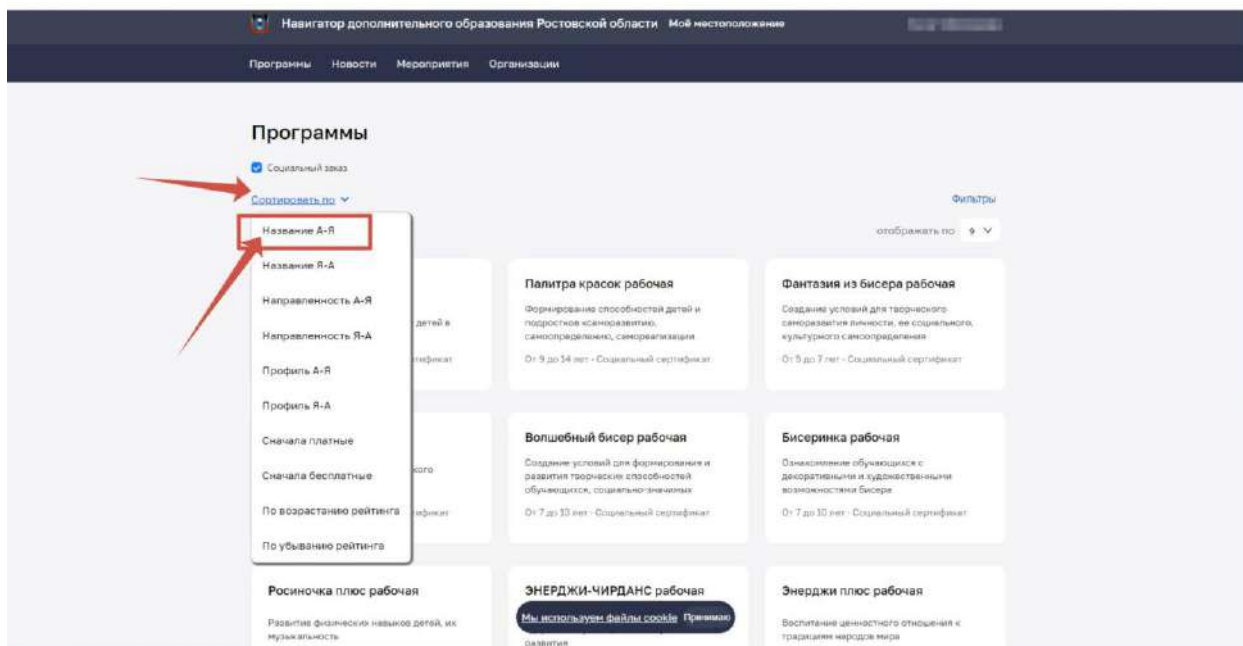 Навигатор дополнительного образования Ростовской области Моё местоположение
Программы Новости Мероприятия Организации
Программы
Социальный заказ
Сортировать по
Фильтры
отображать по 9
Название А-Я
Название Я-А
Направленность А-Я
Направленность Я-А
Профиль А-Я
Профиль Я-А
Сначала платные
Сначала бесплатные
По возрастанию рейтинга
По убыванию рейтинга
детей в
Палитра красок рабочая
Формирование способностей детей и
подростков ксаморазвитию,
самоопределению, самореализации
От 9 до 14 лет - Социальный сертификат
Фантазия из бисера рабочая
Создание условий для творческого
саморазвития личности, ее социального,
культурного самоопределения
От 5 до 7 лет - Социальный сертификат
Волшебный бисер рабочая
Создание условий для формирования и
развития творческих способностей
обучающихся, социально-значимых
От 7 до 10 лет - Социальный сертификат
Бисеринка рабочая
Ознакомление обучающихся с
декоративными и художественными
возможностями бисера
От 7 до 10 лет - Социальный сертификат
Росиночка плюс рабочая
Развитие физических навыков детей, их
музыкальность
ЭНЕРДЖИ-ЧИРДАНС рабочая
Мы используем файлы cookie Принимаю
развития
Энерджи плюс рабочая
Воспитание ценностного отношения к
традициям народов мира